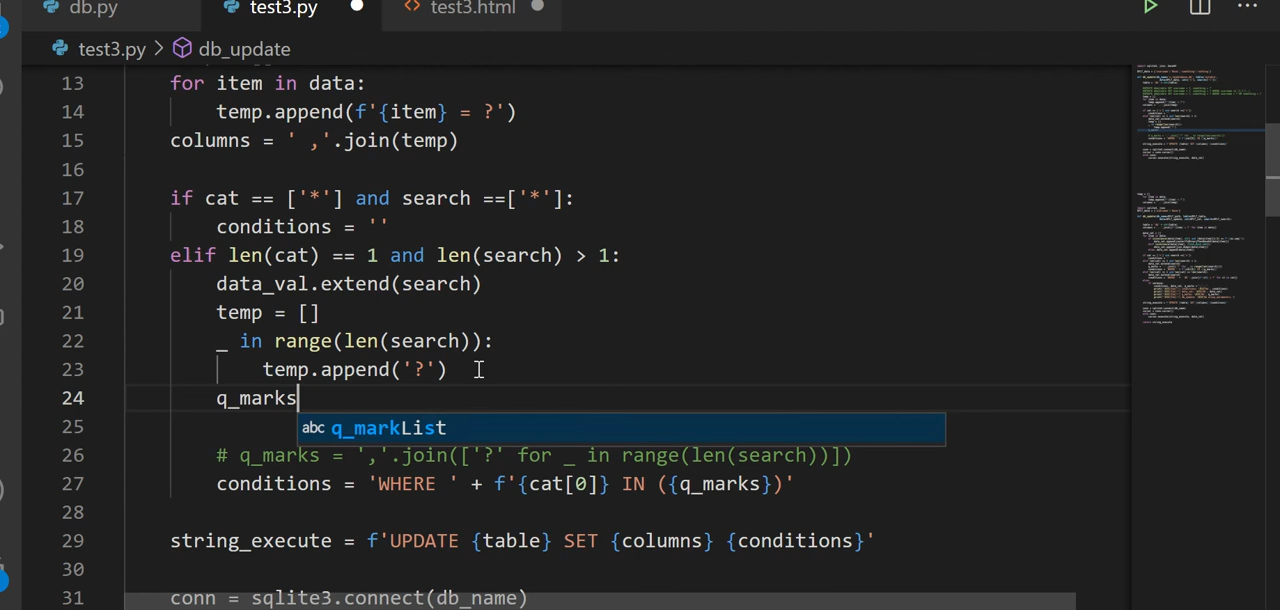 db.py test3.py test3.html
test3.py > db_update
13 for item in data:
14 temp.append(f'{item} = ?')
15 columns = ' ,'.join(temp)
16
17 if cat == ['*'] and search ==['*']:
18 conditions = ''
19 elif len(cat) == 1 and len(search) > 1:
20 data_val.extend(search)
21 temp = []
22 _ in range(len(search)):
23 temp.append('?')
24 q_marks
25 abc q_markList
26 # q_marks = ','.join(['?' for _ in range(len(search))])
27 conditions = 'WHERE ' + f'{cat[0]} IN ({q_marks})'
28
29 string_execute = f'UPDATE {table} SET {columns} {conditions}'
30
31 conn = sqlite3.connect(db_name)